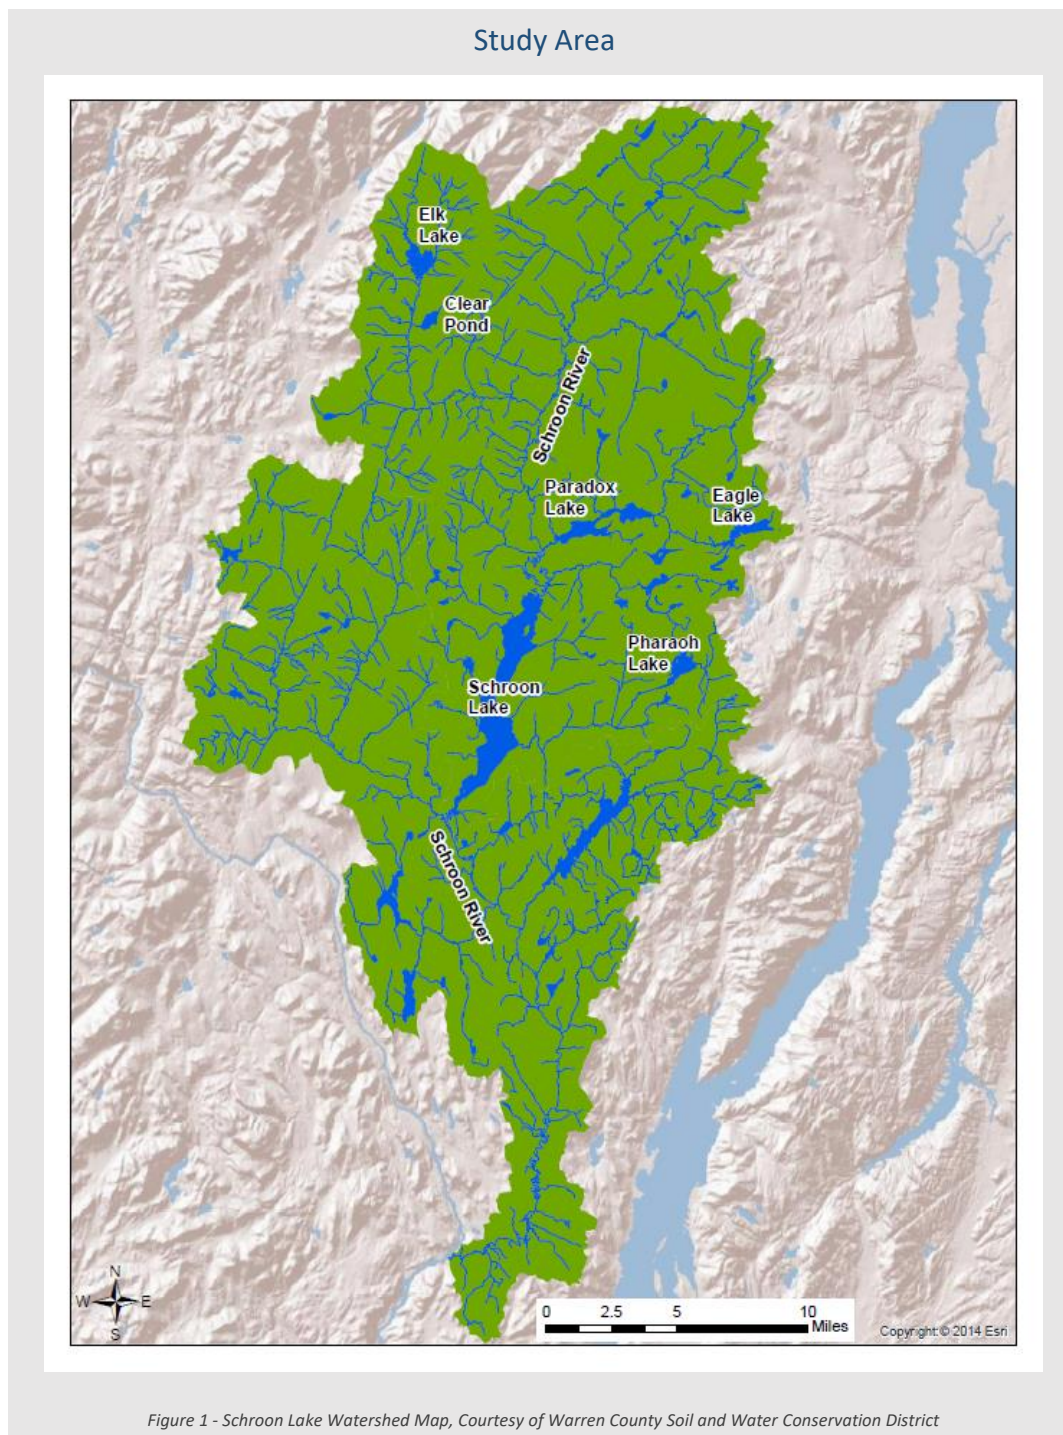 Study Area
Elk
Lake
Clear
Pond
Schroon River
Paradox
Lake
Eagle
Lake
Pharaoh
Lake
Schroon
Lake
Schroon River
N
W E
S
0 2.5 5 10
Miles
Copyright:© 2014 Esri
Figure 1 - Schroon Lake Watershed Map, Courtesy of Warren County Soil and Water Conservation District